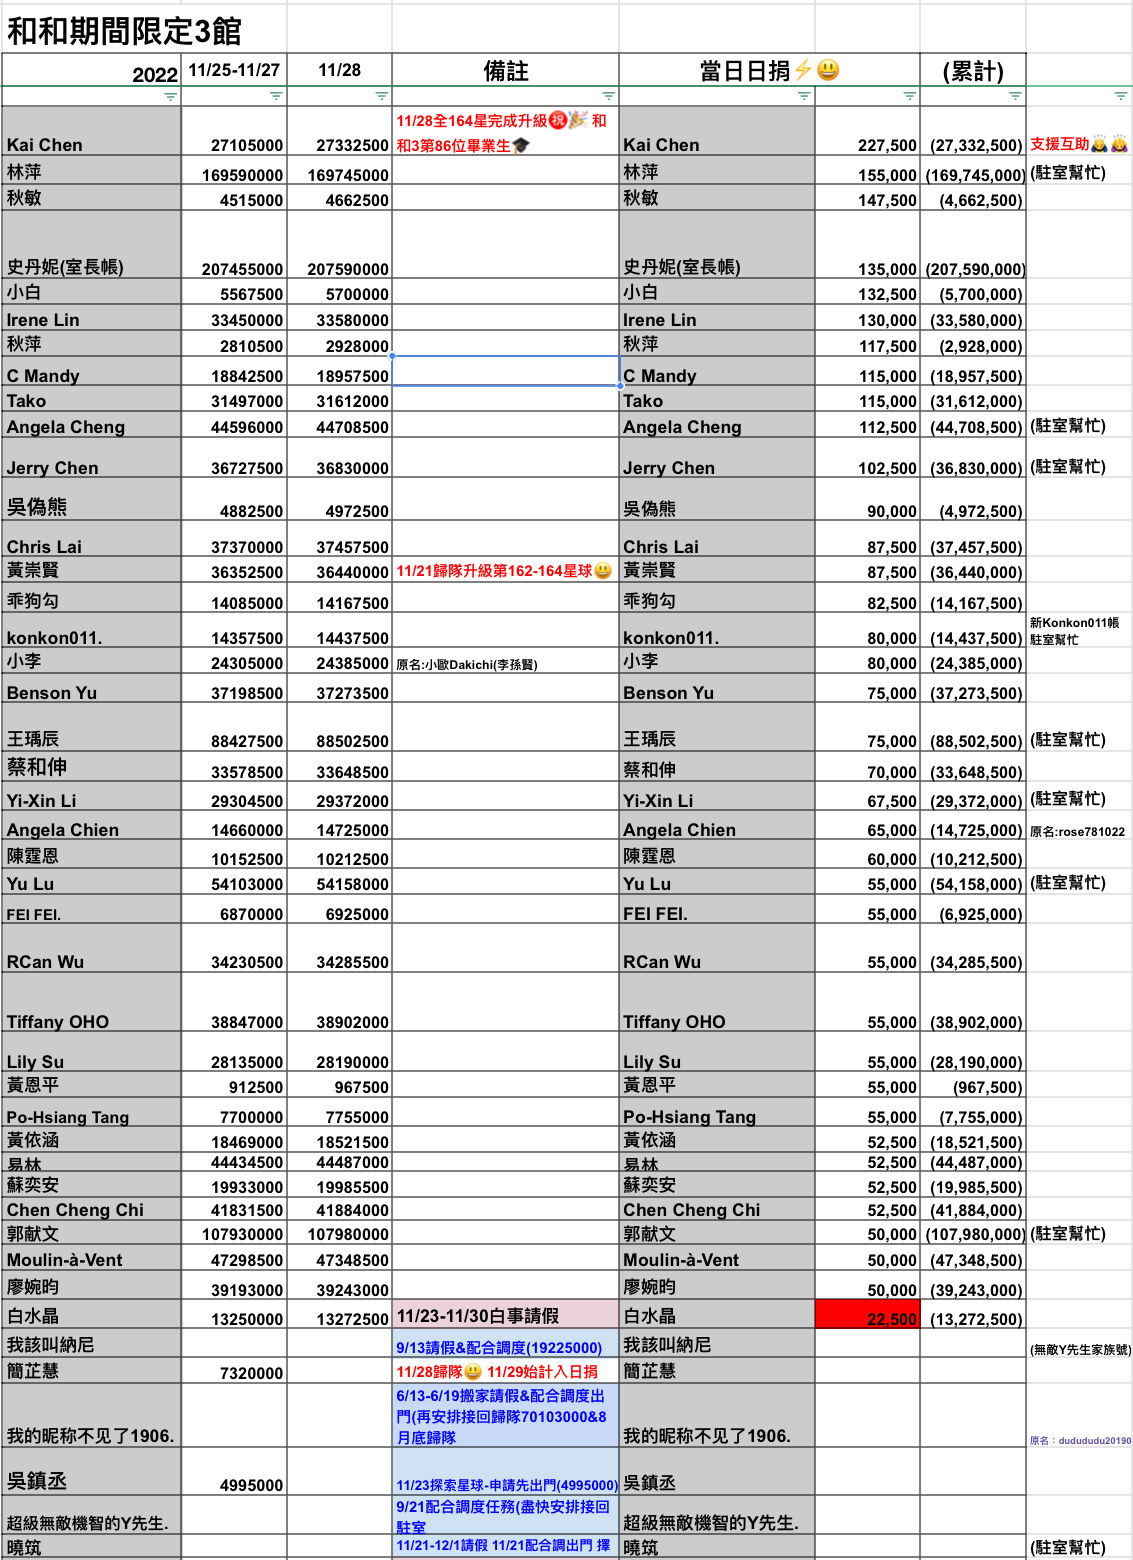 和和期間限定3館
2022 11/25-11/27 11/28 備註 當日日捐⚡😃 (累計)
11/28全164星完成升級㊗️🎉 和
Kai Chen 27105000 27332500 和3第86位畢業生🎓 Kai Chen 227,500 (27,332,500) 支援互助🙇‍♂️🙇‍♀️
林萍 169590000 169745000 林萍 155,000 (169,745,000) (駐室幫忙)
秋敏 4515000 4662500 秋敏 147,500 (4,662,500)
史丹妮(室長帳) 207455000 207590000 史丹妮(室長帳) 135,000 (207,590,000)
小白 5567500 5700000 小白 132,500 (5,700,000)
Irene Lin 33450000 33580000 Irene Lin 130,000 (33,580,000)
秋萍 2810500 2928000 秋萍 117,500 (2,928,000)
C Mandy 18842500 18957500 C Mandy 115,000 (18,957,500)
Tako 31497000 31612000 Tako 115,000 (31,612,000)
Angela Cheng 44596000 44708500 Angela Cheng 112,500 (44,708,500) (駐室幫忙)
Jerry Chen 36727500 36830000 Jerry Chen 102,500 (36,830,000) (駐室幫忙)
吳偽熊 4882500 4972500 吳偽熊 90,000 (4,972,500)
Chris Lai 37370000 37457500 Chris Lai 87,500 (37,457,500)
黃崇賢 36352500 36440000 11/21歸隊升級第162-164星球😃 黃崇賢 87,500 (36,440,000)
乖狗勾 14085000 14167500 乖狗勾 82,500 (14,167,500)
新Konkon011帳
konkon011. 14357500 14437500 konkon011. 80,000 (14,437,500) 駐室幫忙
小李 24305000 24385000 原名:小歐Dakichi(李孫賢) 小李 80,000 (24,385,000)
Benson Yu 37198500 37273500 Benson Yu 75,000 (37,273,500)
王瑀辰 88427500 88502500 王瑀辰 75,000 (88,502,500) (駐室幫忙)
蔡和伸 33578500 33648500 蔡和伸 70,000 (33,648,500)
Yi-Xin Li 29304500 29372000 Yi-Xin Li 67,500 (29,372,000) (駐室幫忙)
Angela Chien 14660000 14725000 Angela Chien 65,000 (14,725,000) 原名:rose781022
陳霆恩 10152500 10212500 陳霆恩 60,000 (10,212,500)
Yu Lu 54103000 54158000 Yu Lu 55,000 (54,158,000) (駐室幫忙)
FEI FEI. 6870000 6925000 FEI FEI. 55,000 (6,925,000)
RCan Wu 34230500 34285500 RCan Wu 55,000 (34,285,500)
Tiffany OHO 38847000 38902000 Tiffany OHO 55,000 (38,902,000)
Lily Su 28135000 28190000 Lily Su 55,000 (28,190,000)
黃恩平 912500 967500 黃恩平 55,000 (967,500)
Po-Hsiang Tang 7700000 7755000 Po-Hsiang Tang 55,000 (7,755,000)
黃依涵 18469000 18521500 黃依涵 52,500 (18,521,500)
易林 44434500 44487000 易林 52,500 (44,487,000)
蘇奕安 19933000 19985500 蘇奕安 52,500 (19,985,500)
Chen Cheng Chi 41831500 41884000 Chen Cheng Chi 52,500 (41,884,000)
郭献文 107930000 107980000 郭献文 50,000 (107,980,000) (駐室幫忙)
Moulin-à-Vent 47298500 47348500 Moulin-à-Vent 50,000 (47,348,500)
廖婉昀 39193000 39243000 廖婉昀 50,000 (39,243,000)
白水晶 13250000 13272500 11/23-11/30白事請假 白水晶 22,500 (13,272,500)
我該叫納尼 9/13請假&配合調度(19225000) 我該叫納尼 (無敵Y先生家族號)
簡芷慧 7320000 11/28歸隊😃 11/29始計入日捐 簡芷慧
6/13-6/19搬家請假&配合調度出
門(再安排接回歸隊70103000&8
我的昵称不见了1906. 月底歸隊 我的昵称不见了1906. 原名：dudududu20190
吳鎮丞 4995000 11/23探索星球-申請先出門(4995000) 吳鎮丞
9/21配合調度任務(盡快安排接回
超級無敵機智的Y先生. 駐室 超級無敵機智的Y先生.
曉筑 11/21-12/1請假 11/21配合調出門 擇 曉筑 (駐室幫忙)